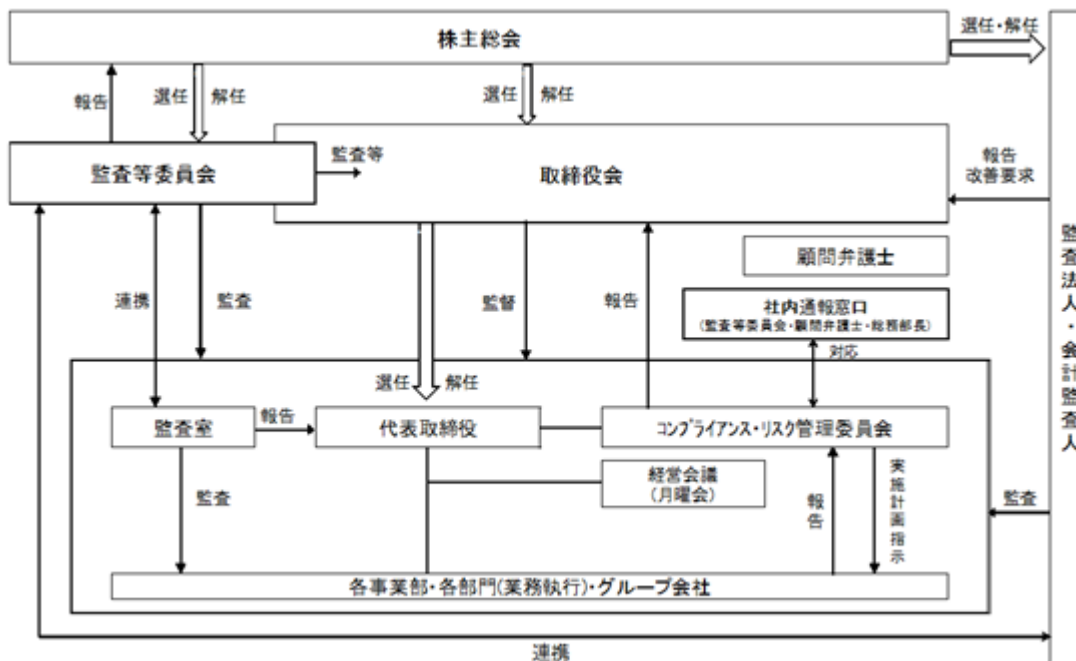 株主総会
選任・解任
報告
選任
解任
選任
解任
監査等委員会
監査等
取締役会
報告
改善要求
顧問弁護士
連携
監査
監督
報告
社内通報窓口
(監査等委員会・顧問弁護士・総務部長)
対応
選任
解任
監査室
報告
代表取締役
コンプライアンス・リスク管理委員会
経営会議
(月曜会)
監査
報告
実施計画指示
監査
各事業部・各部門(業務執行)・グループ会社
連携
監査法人・会計監査人